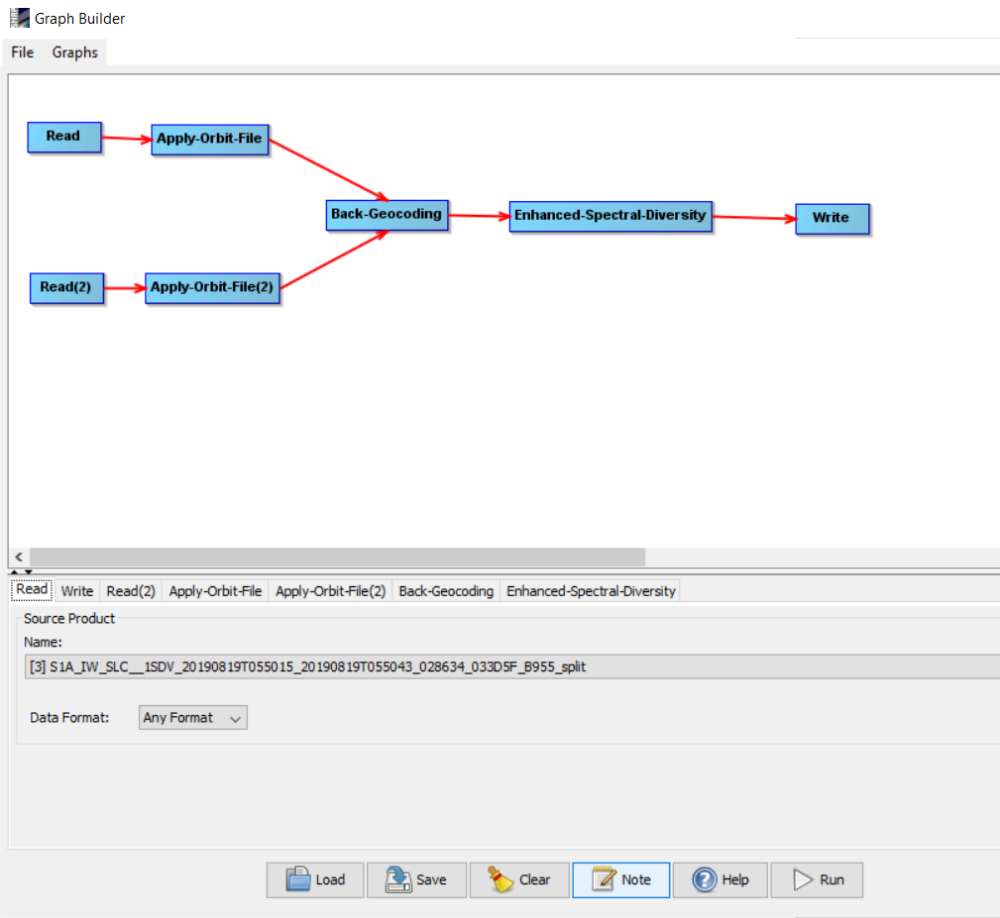 Graph Builder
File Graphs
Read
Apply-Orbit-File
Back-Geocoding
Enhanced-Spectral-Diversity
Write
Read(2)
Apply-Orbit-File(2)
Read Write Read(2) Apply-Orbit-File Apply-Orbit-File(2) Back-Geocoding Enhanced-Spectral-Diversity
Source Product
Name:
[3] S1A_IW_SLC__1SDV_20190819T055015_20190819T055043_028634_033D5F_B955_split
Data Format: Any Format
Load Save Clear Note Help Run